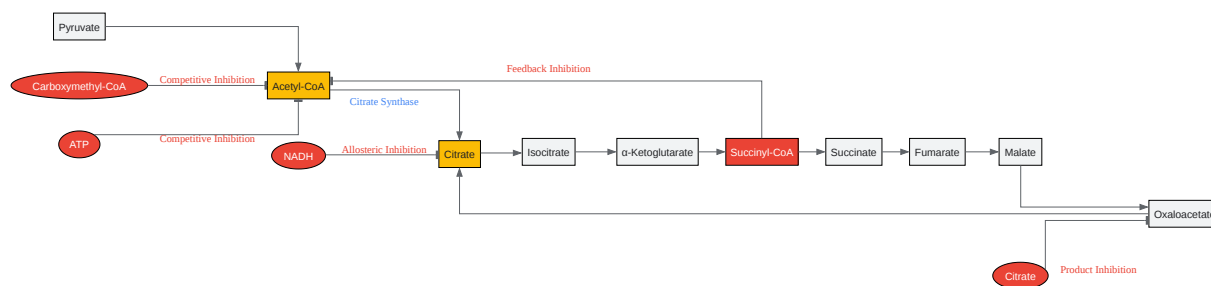 Pyruvate
Feedback Inhibition
Carboxymethyl-CoA
Competitive Inhibition
Acetyl-CoA
Citrate Synthase
ATP
Competitive Inhibition
NADH
Allosteric Inhibition
Citrate
Isocitrate
α-Ketoglutarate
Succinyl-CoA
Succinate
Fumarate
Malate
Oxaloacetate
Citrate
Product Inhibition